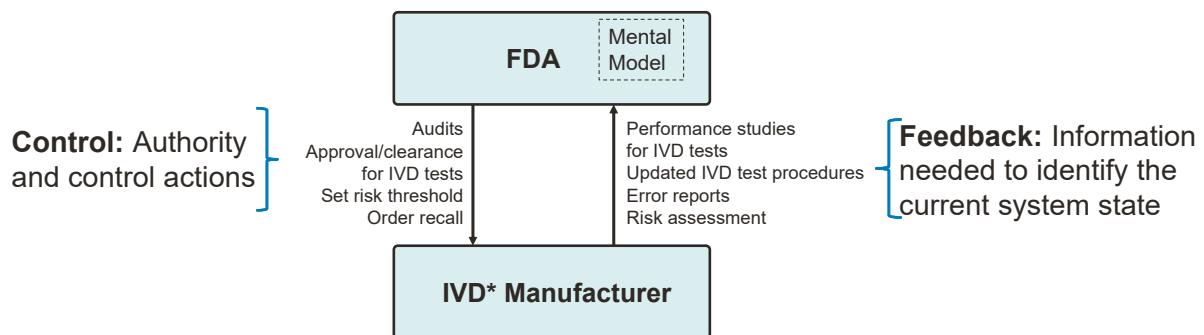 Mental
Model
FDA
Control: Authority
and control actions
Audits
Approval/clearance
for IVD tests
Set risk threshold
Order recall
Performance studies
for IVD tests
Updated IVD test procedures
Error reports
Risk assessment
Feedback: Information
needed to identify the
current system state
IVD* Manufacturer